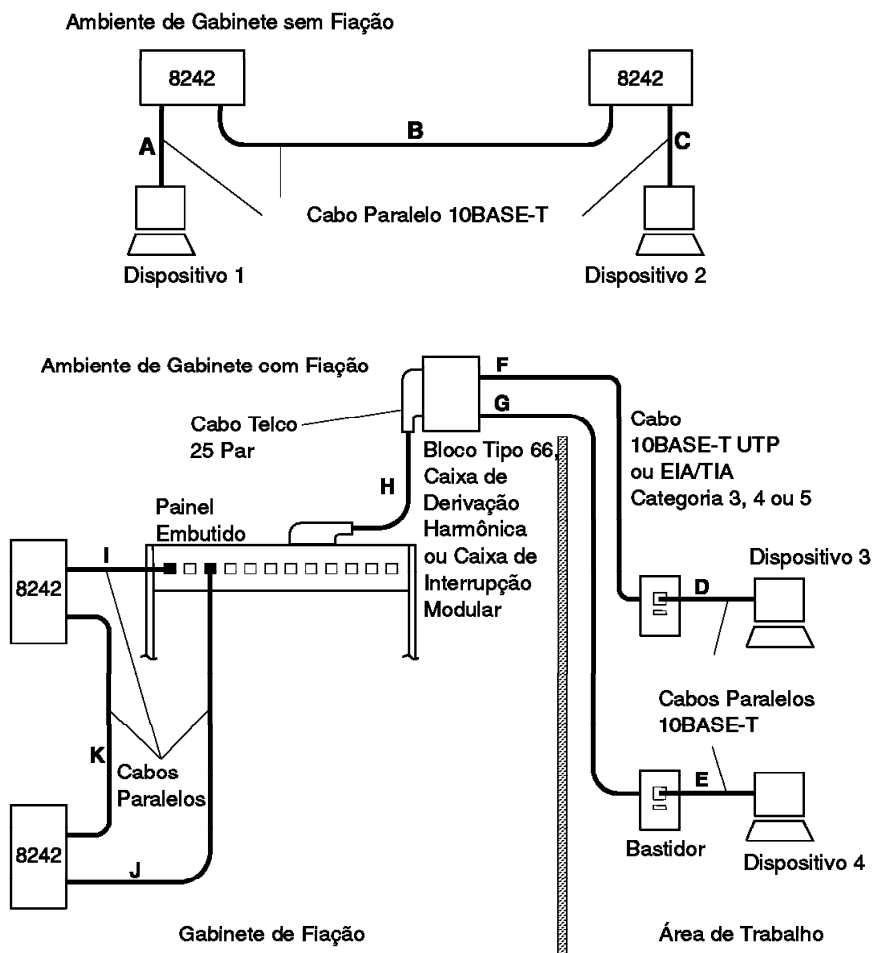 Ambiente de Gabinete sem Fiação
8242
8242
A
B
C
Cabo Paralelo 10BASE-T
Dispositivo 1
Dispositivo 2
Ambiente de Gabinete com Fiação
F
G
Cabo Telco
25 Par
H
Bloco Tipo 66,
Caixa de
Derivação
Harmônica
ou Caixa de
Interrupção
Modular
Cabo
10BASE-T UTP
ou EIA/TIA
Categoria 3, 4 ou 5
Painel
Embutido
I
8242
Dispositivo 3
D
Cabos Paralelos
10BASE-T
K
Cabos
Paralelos
E
8242
J
Bastidor
Dispositivo 4
Gabinete de Fiação
Área de Trabalho